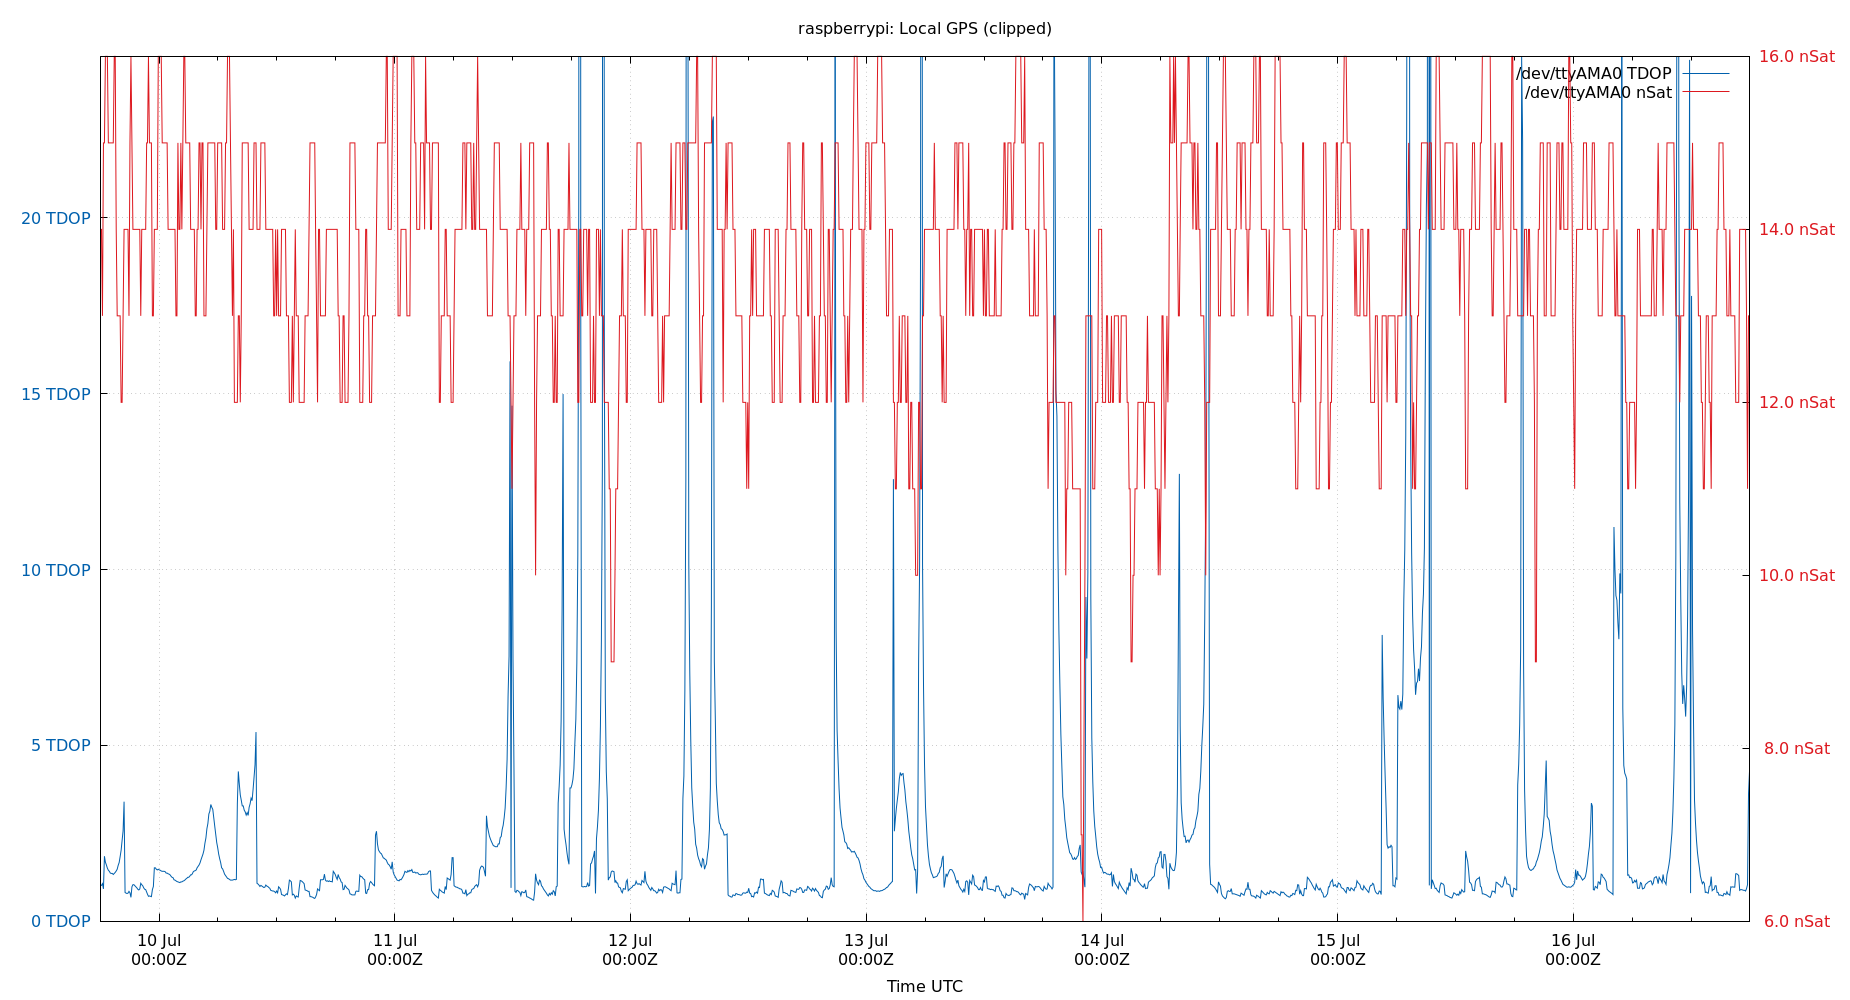 raspberrypi: Local GPS (clipped)
/dev/ttyAMA0 TDOP
/dev/ttyAMA0 nSat
20 TDOP
15 TDOP
10 TDOP
5 TDOP
0 TDOP
16.0 nSat
14.0 nSat
12.0 nSat
10.0 nSat
8.0 nSat
6.0 nSat
10 Jul 11 Jul 12 Jul 13 Jul 14 Jul 15 Jul 16 Jul
00:00Z 00:00Z 00:00Z 00:00Z 00:00Z 00:00Z 00:00Z
Time UTC